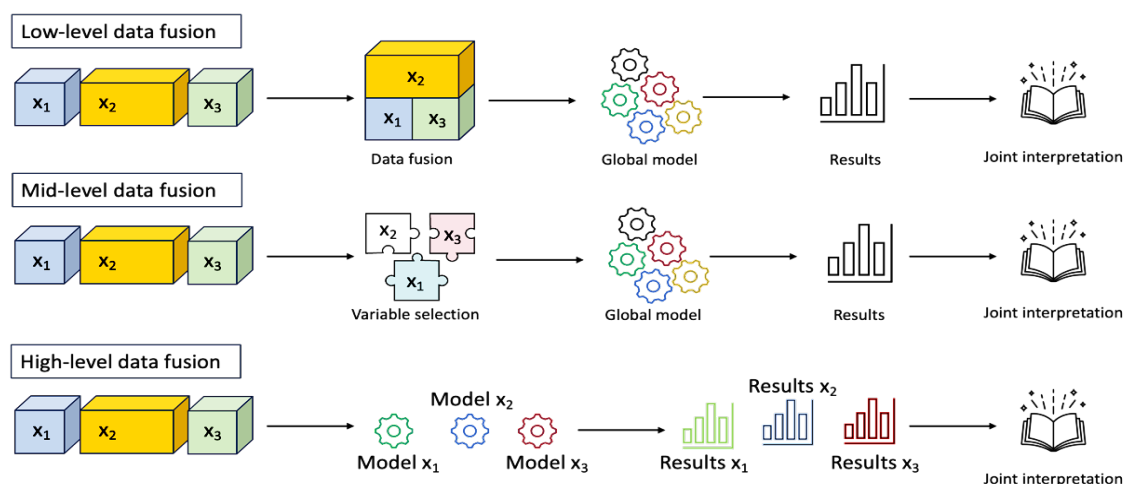 Low-level data fusion
x₁
x₂
x₃
x₂
x₁
x₃
Data fusion
Global model
Results
Joint interpretation
Mid-level data fusion
x₁
x₂
x₃
x₂
x₃
x₁
Variable selection
Global model
Results
Joint interpretation
High-level data fusion
x₁
x₂
x₃
Model x₂
Model x₁
Model x₃
Results x₂
Results x₁
Results x₃
Joint interpretation